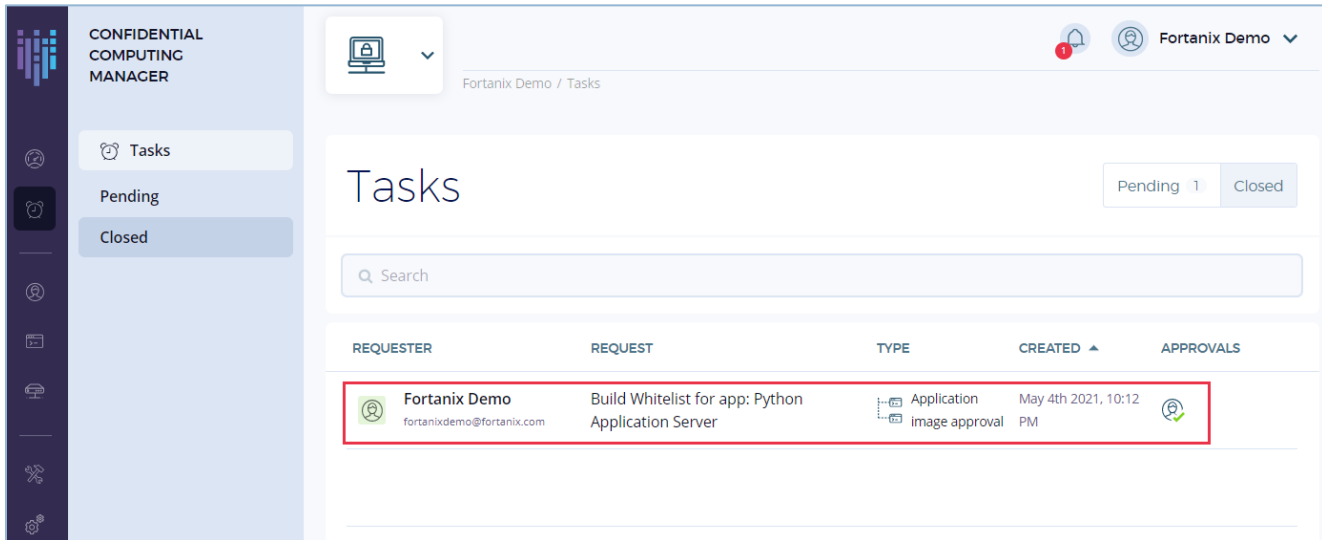 CONFIDENTIAL
COMPUTING
MANAGER
1
Fortanix Demo
Fortanix Demo / Tasks
Tasks
Pending
Closed
Tasks
Pending 1 Closed
Search
REQUESTER REQUEST TYPE CREATED APPROVALS
Fortanix Demo Build Whitelist for app: Python Application May 4th 2021, 10:12
fortanixdemo@fortanix.com Application Server image approval PM